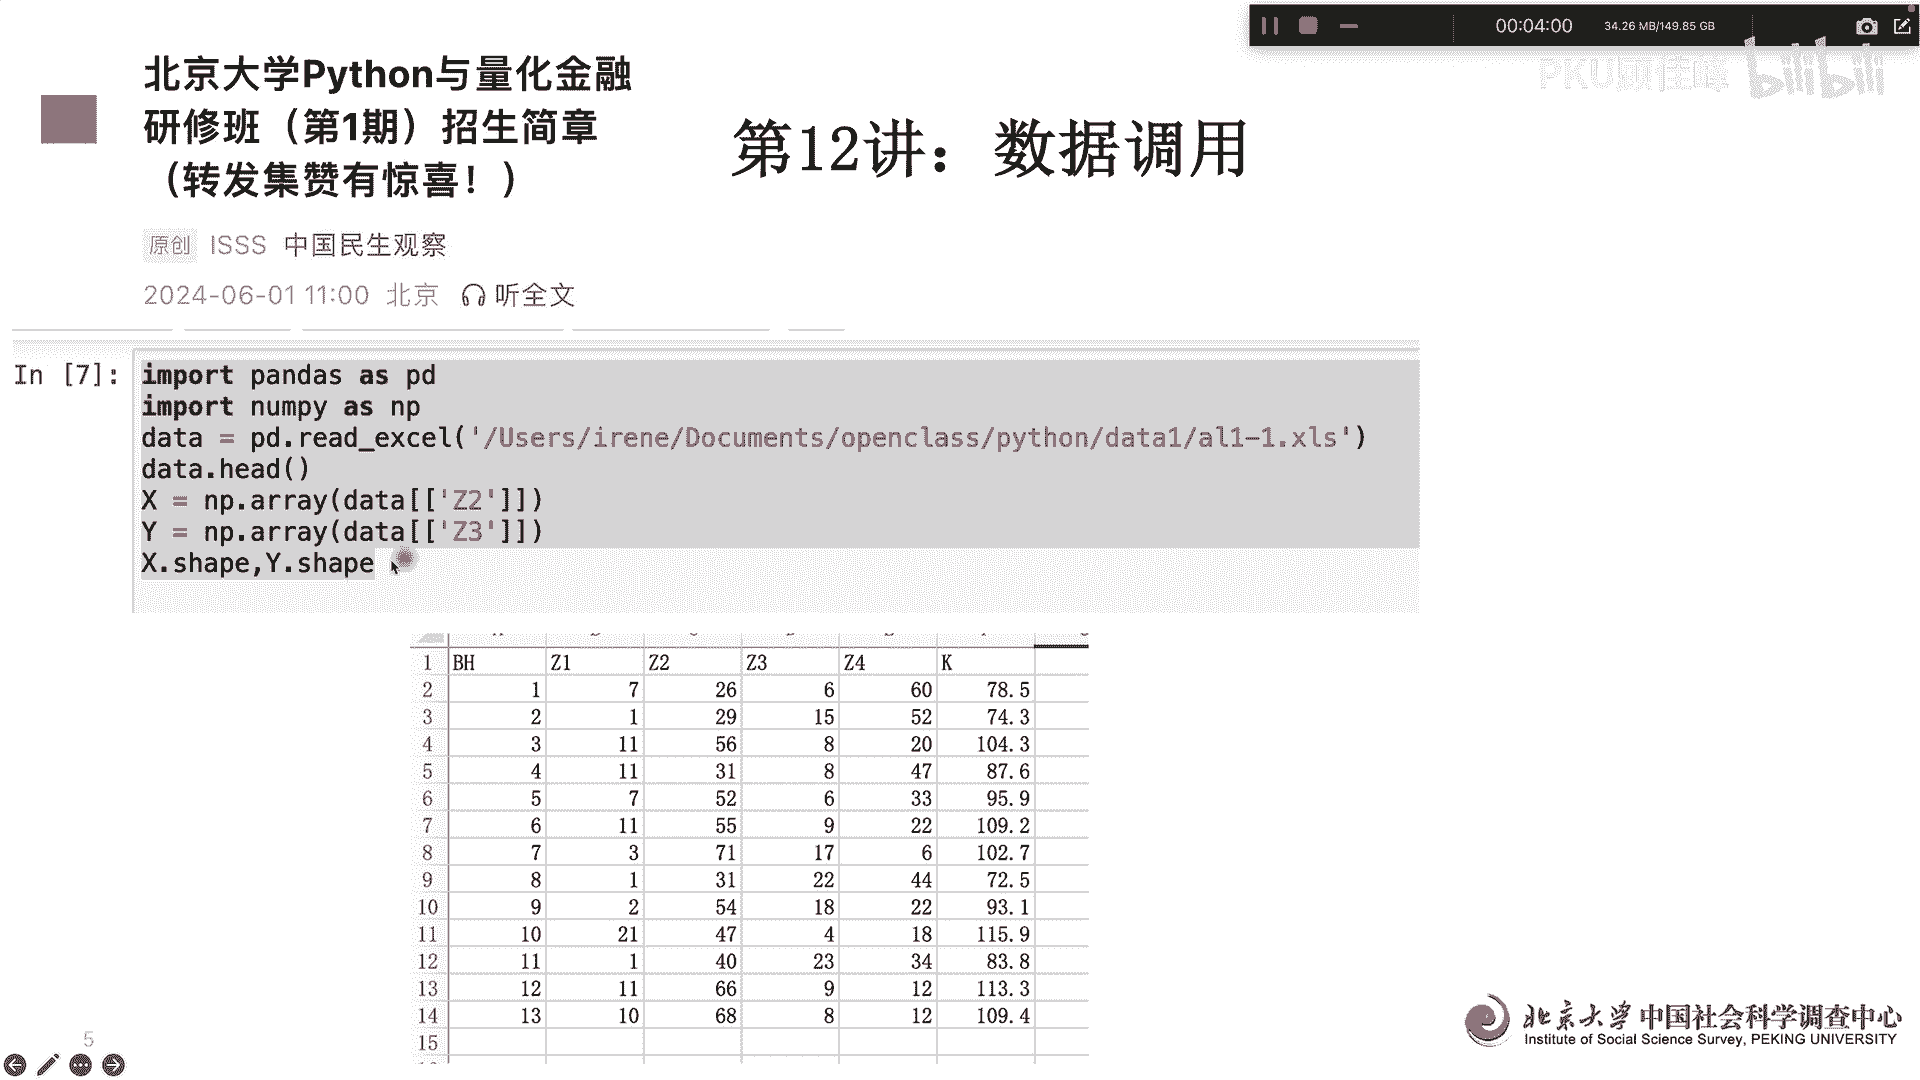 00:04:00 34.26 MB/149.85 GB
PKU顾佳峰 bilibili
北京大学Python与量化金融
研修班（第1期）招生简章
（转发集赞有惊喜！）
第12讲：数据调用
原创 ISSS 中国民生观察
2024-06-01 11:00 北京 听全文
In [7]:
import pandas as pd
import numpy as np
data = pd.read_excel('/Users/irene/Documents/openclass/python/data1/al1-1.xls')
data.head()
X = np.array(data[['Z2']])
Y = np.array(data[['Z3']])
X.shape,Y.shape
1 BH Z1 Z2 Z3 Z4 K
2 1 7 26 6 60 78.5
3 2 1 29 15 52 74.3
4 3 11 56 8 20 104.3
5 4 11 31 8 47 87.6
6 5 7 52 6 33 95.9
7 6 11 55 9 22 109.2
8 7 3 71 17 6 102.7
9 8 1 31 22 44 72.5
10 9 2 54 18 22 93.1
11 10 21 47 4 18 115.9
12 11 1 40 23 34 83.8
13 12 11 66 9 12 113.3
14 13 10 68 8 12 109.4
15
5
北京大学中国社会科学调查中心
Institute of Social Science Survey, PEKING UNIVERSITY